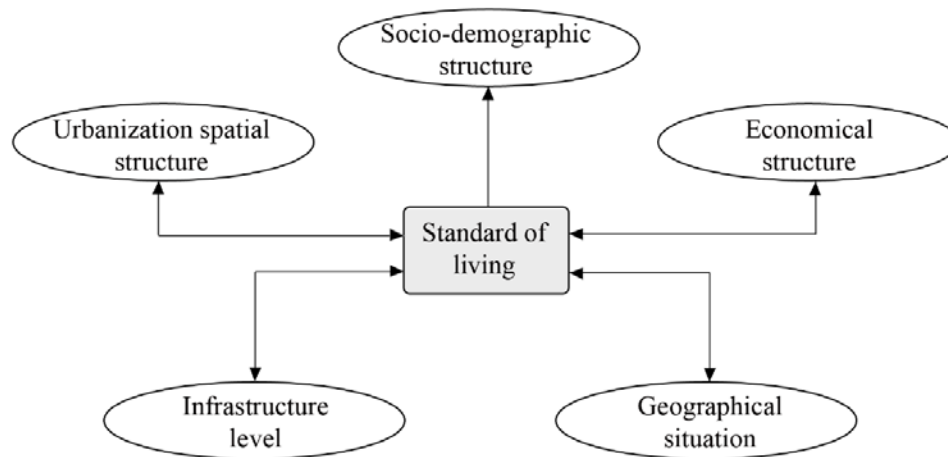 Socio-demographic
structure
Urbanization spatial
structure
Economical
structure
Standard of
living
Infrastructure
level
Geographical
situation